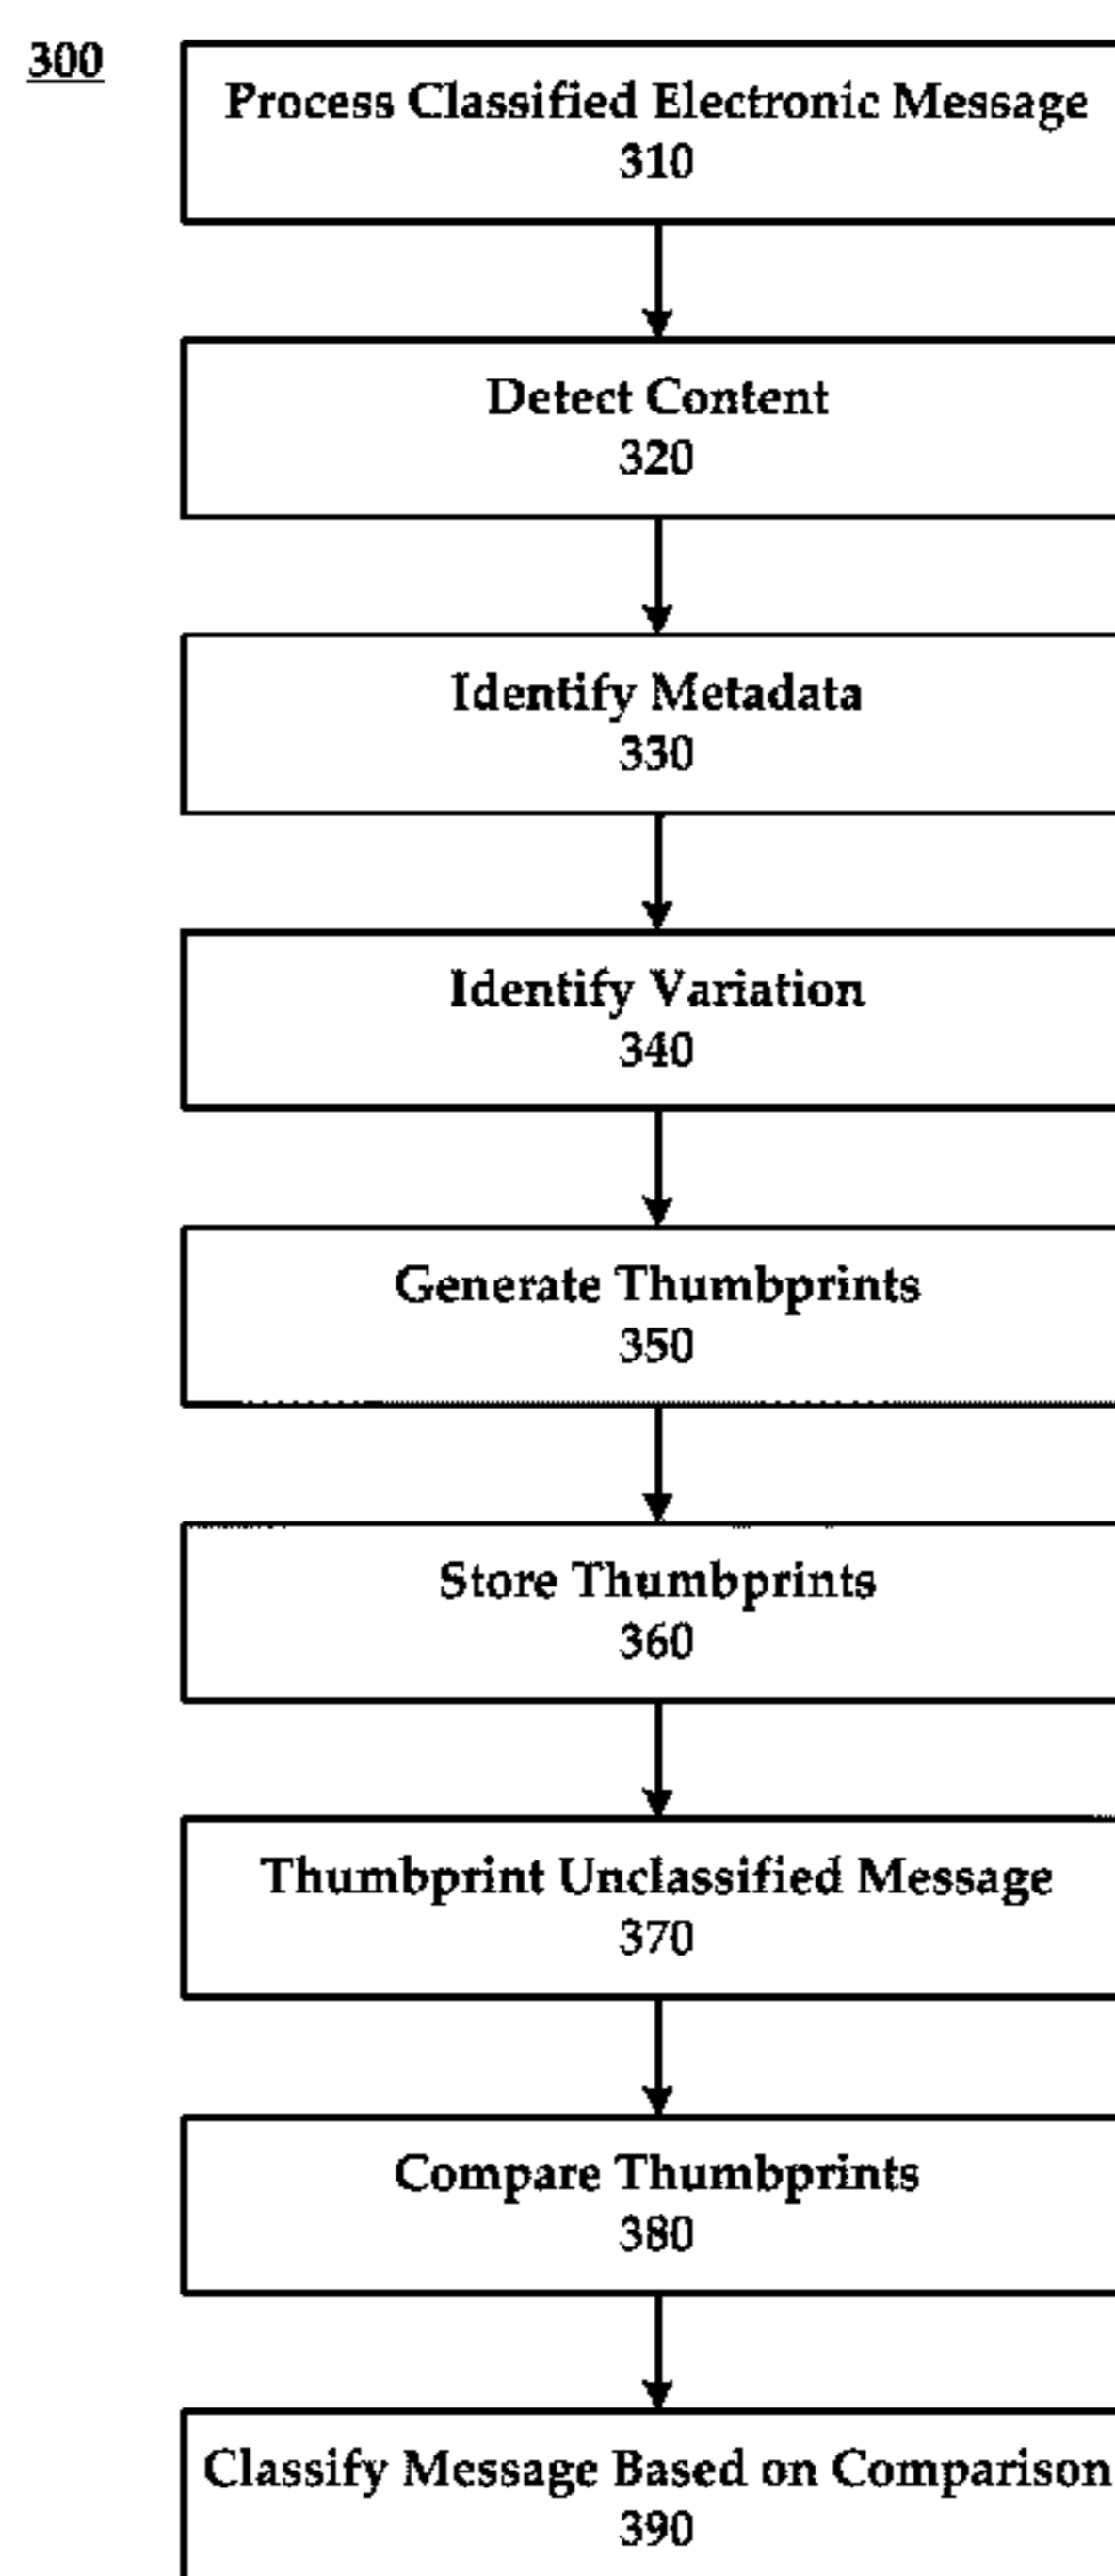 300
Process Classified Electronic Message
310
Detect Content
320
Identify Metadata
330
Identify Variation
340
Generate Thumbprints
350
Store Thumbprints
360
Thumbprint Unclassified Message
370
Compare Thumbprints
380
Classify Message Based on Comparison
390